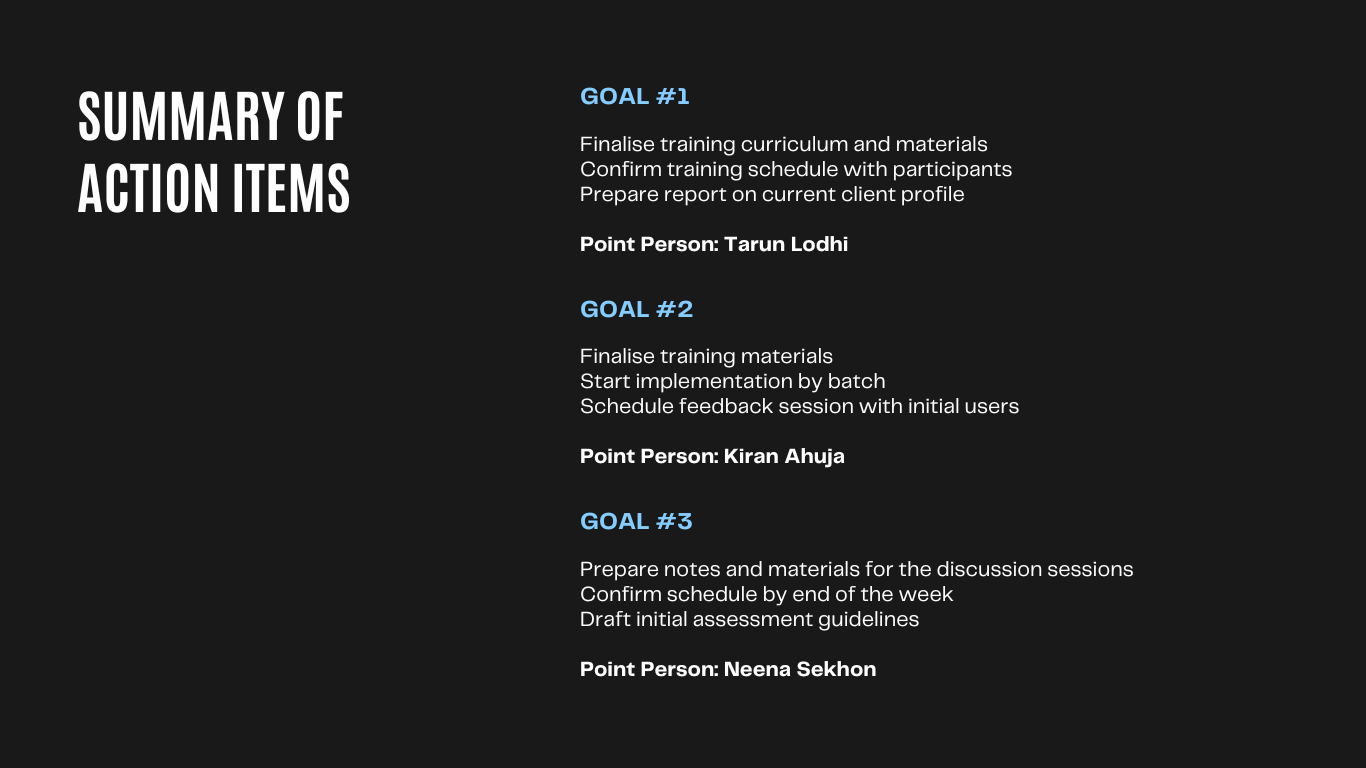 SUMMARY OF
ACTION ITEMS
GOAL #1
Finalise training curriculum and materials
Confirm training schedule with participants
Prepare report on current client profile
Point Person: Tarun Lodhi
GOAL #2
Finalise training materials
Start implementation by batch
Schedule feedback session with initial users
Point Person: Kiran Ahuja
GOAL #3
Prepare notes and materials for the discussion sessions
Confirm schedule by end of the week
Draft initial assessment guidelines
Point Person: Neena Sekhon